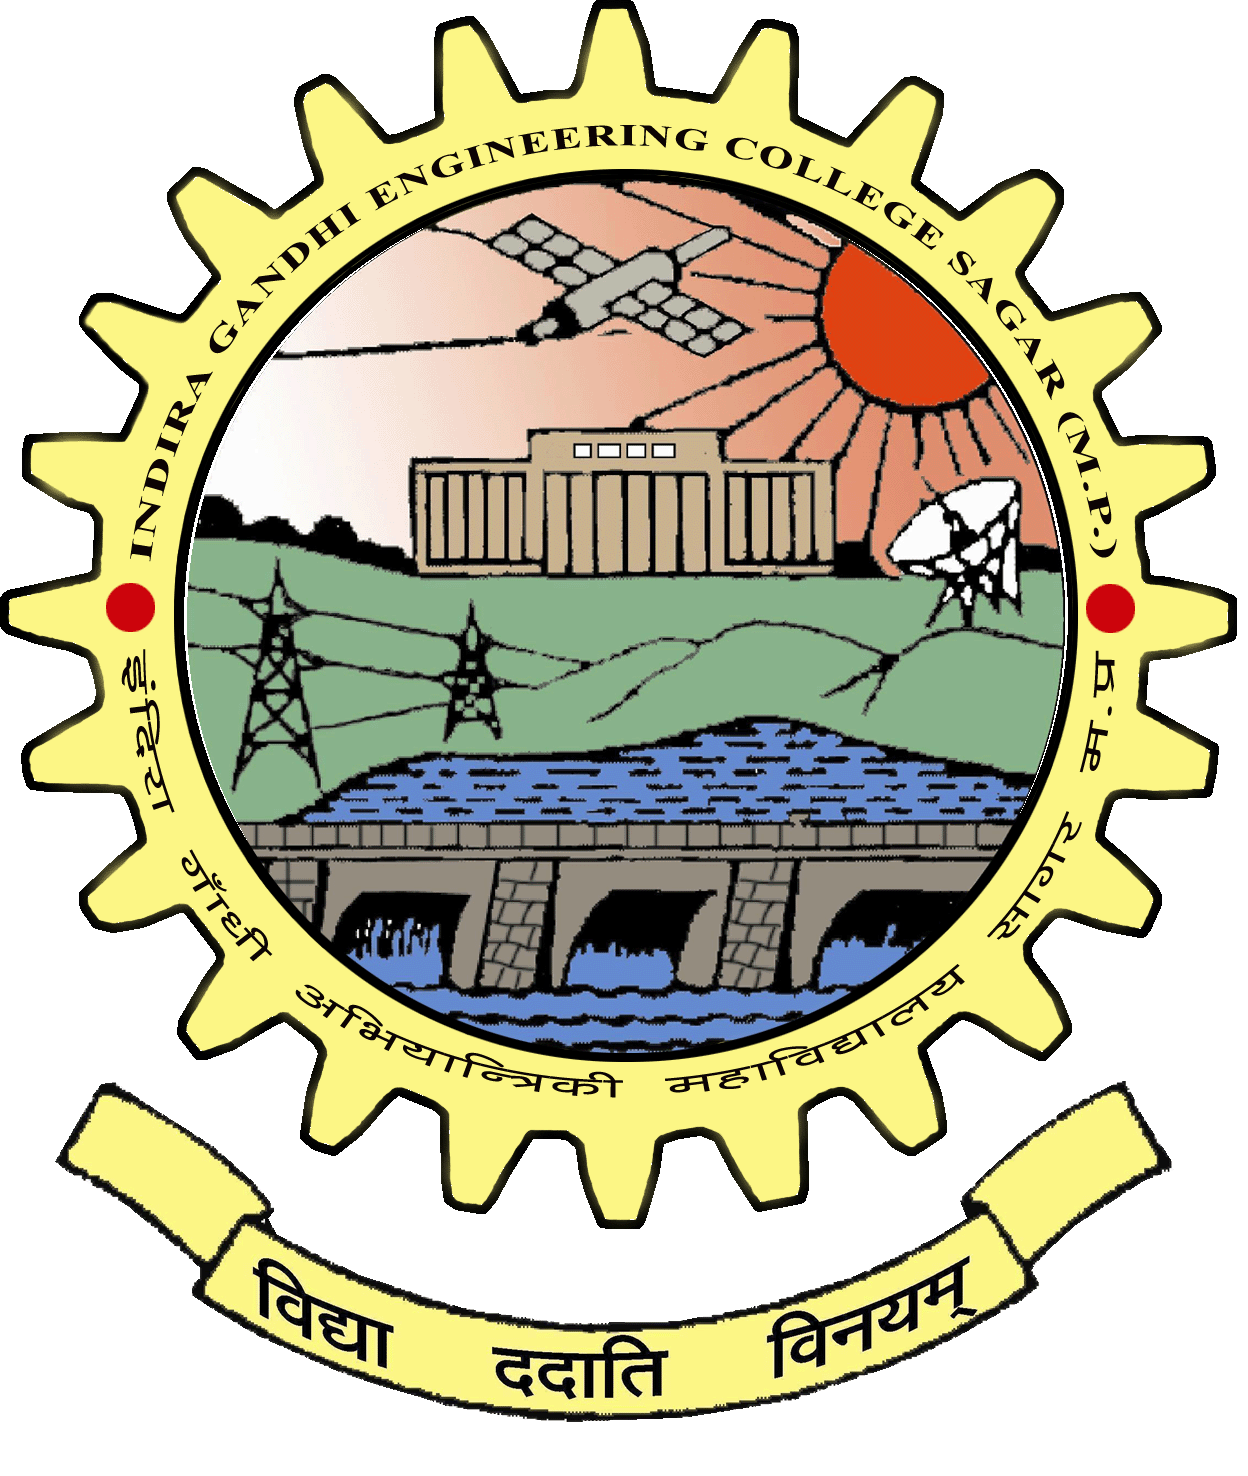 INDIRA GANDHI ENGINEERING COLLEGE SAGAR (M.P.)
इंदिरा गाँधी अभियान्त्रिकी महाविद्यालय सागर म.प्र.
विद्या ददाति विनयम्